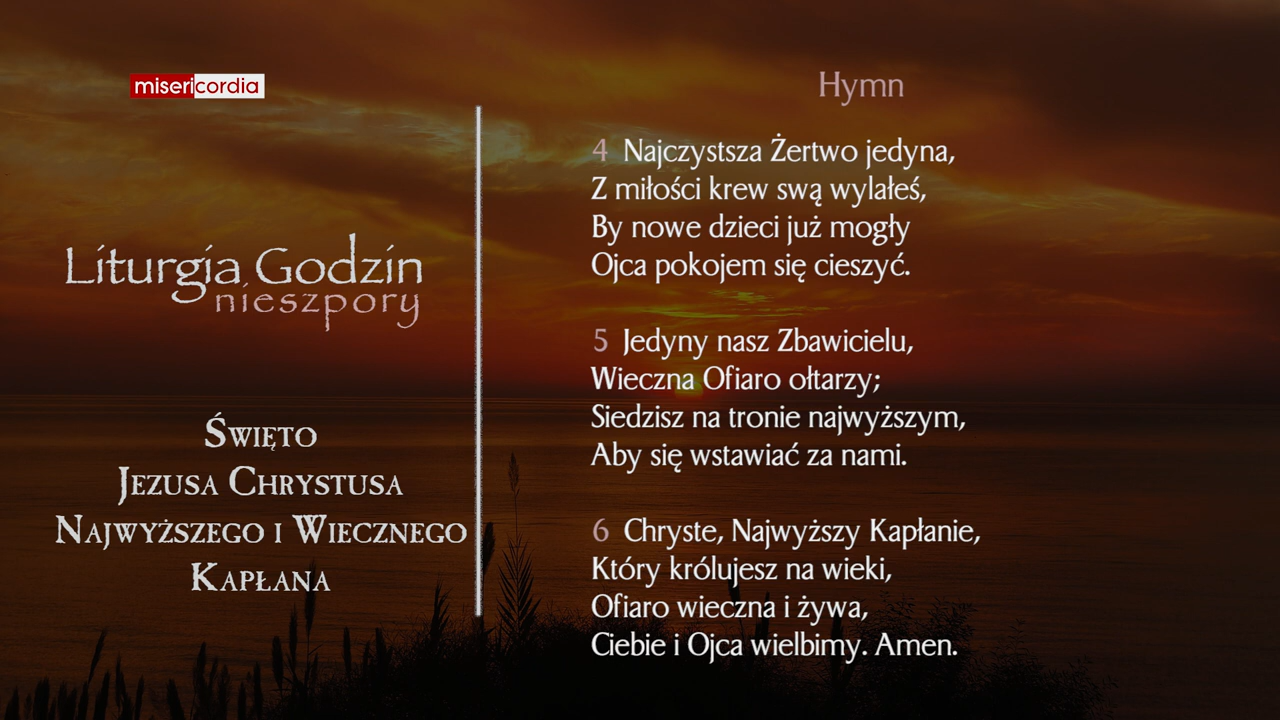 misericordia
Liturgia Godzin
nieszpory
Święto
Jezusa Chrystusa
Najwyższego i Wiecznego
Kapłana
Hymn
4 Najczystsza Żertwo jedyna,
Z miłości krew swą wylałeś,
By nowe dzieci już mogły
Ojca pokojem się cieszyć.
5 Jedyny nasz Zbawicielu,
Wieczna Ofiaro ołtarzy;
Siedzisz na tronie najwyższym,
Aby się wstawiać za nami.
6 Chryste, Najwyższy Kapłanie,
Który królujesz na wieki,
Ofiaro wieczna i żywa,
Ciebie i Ojca wielbimy. Amen.